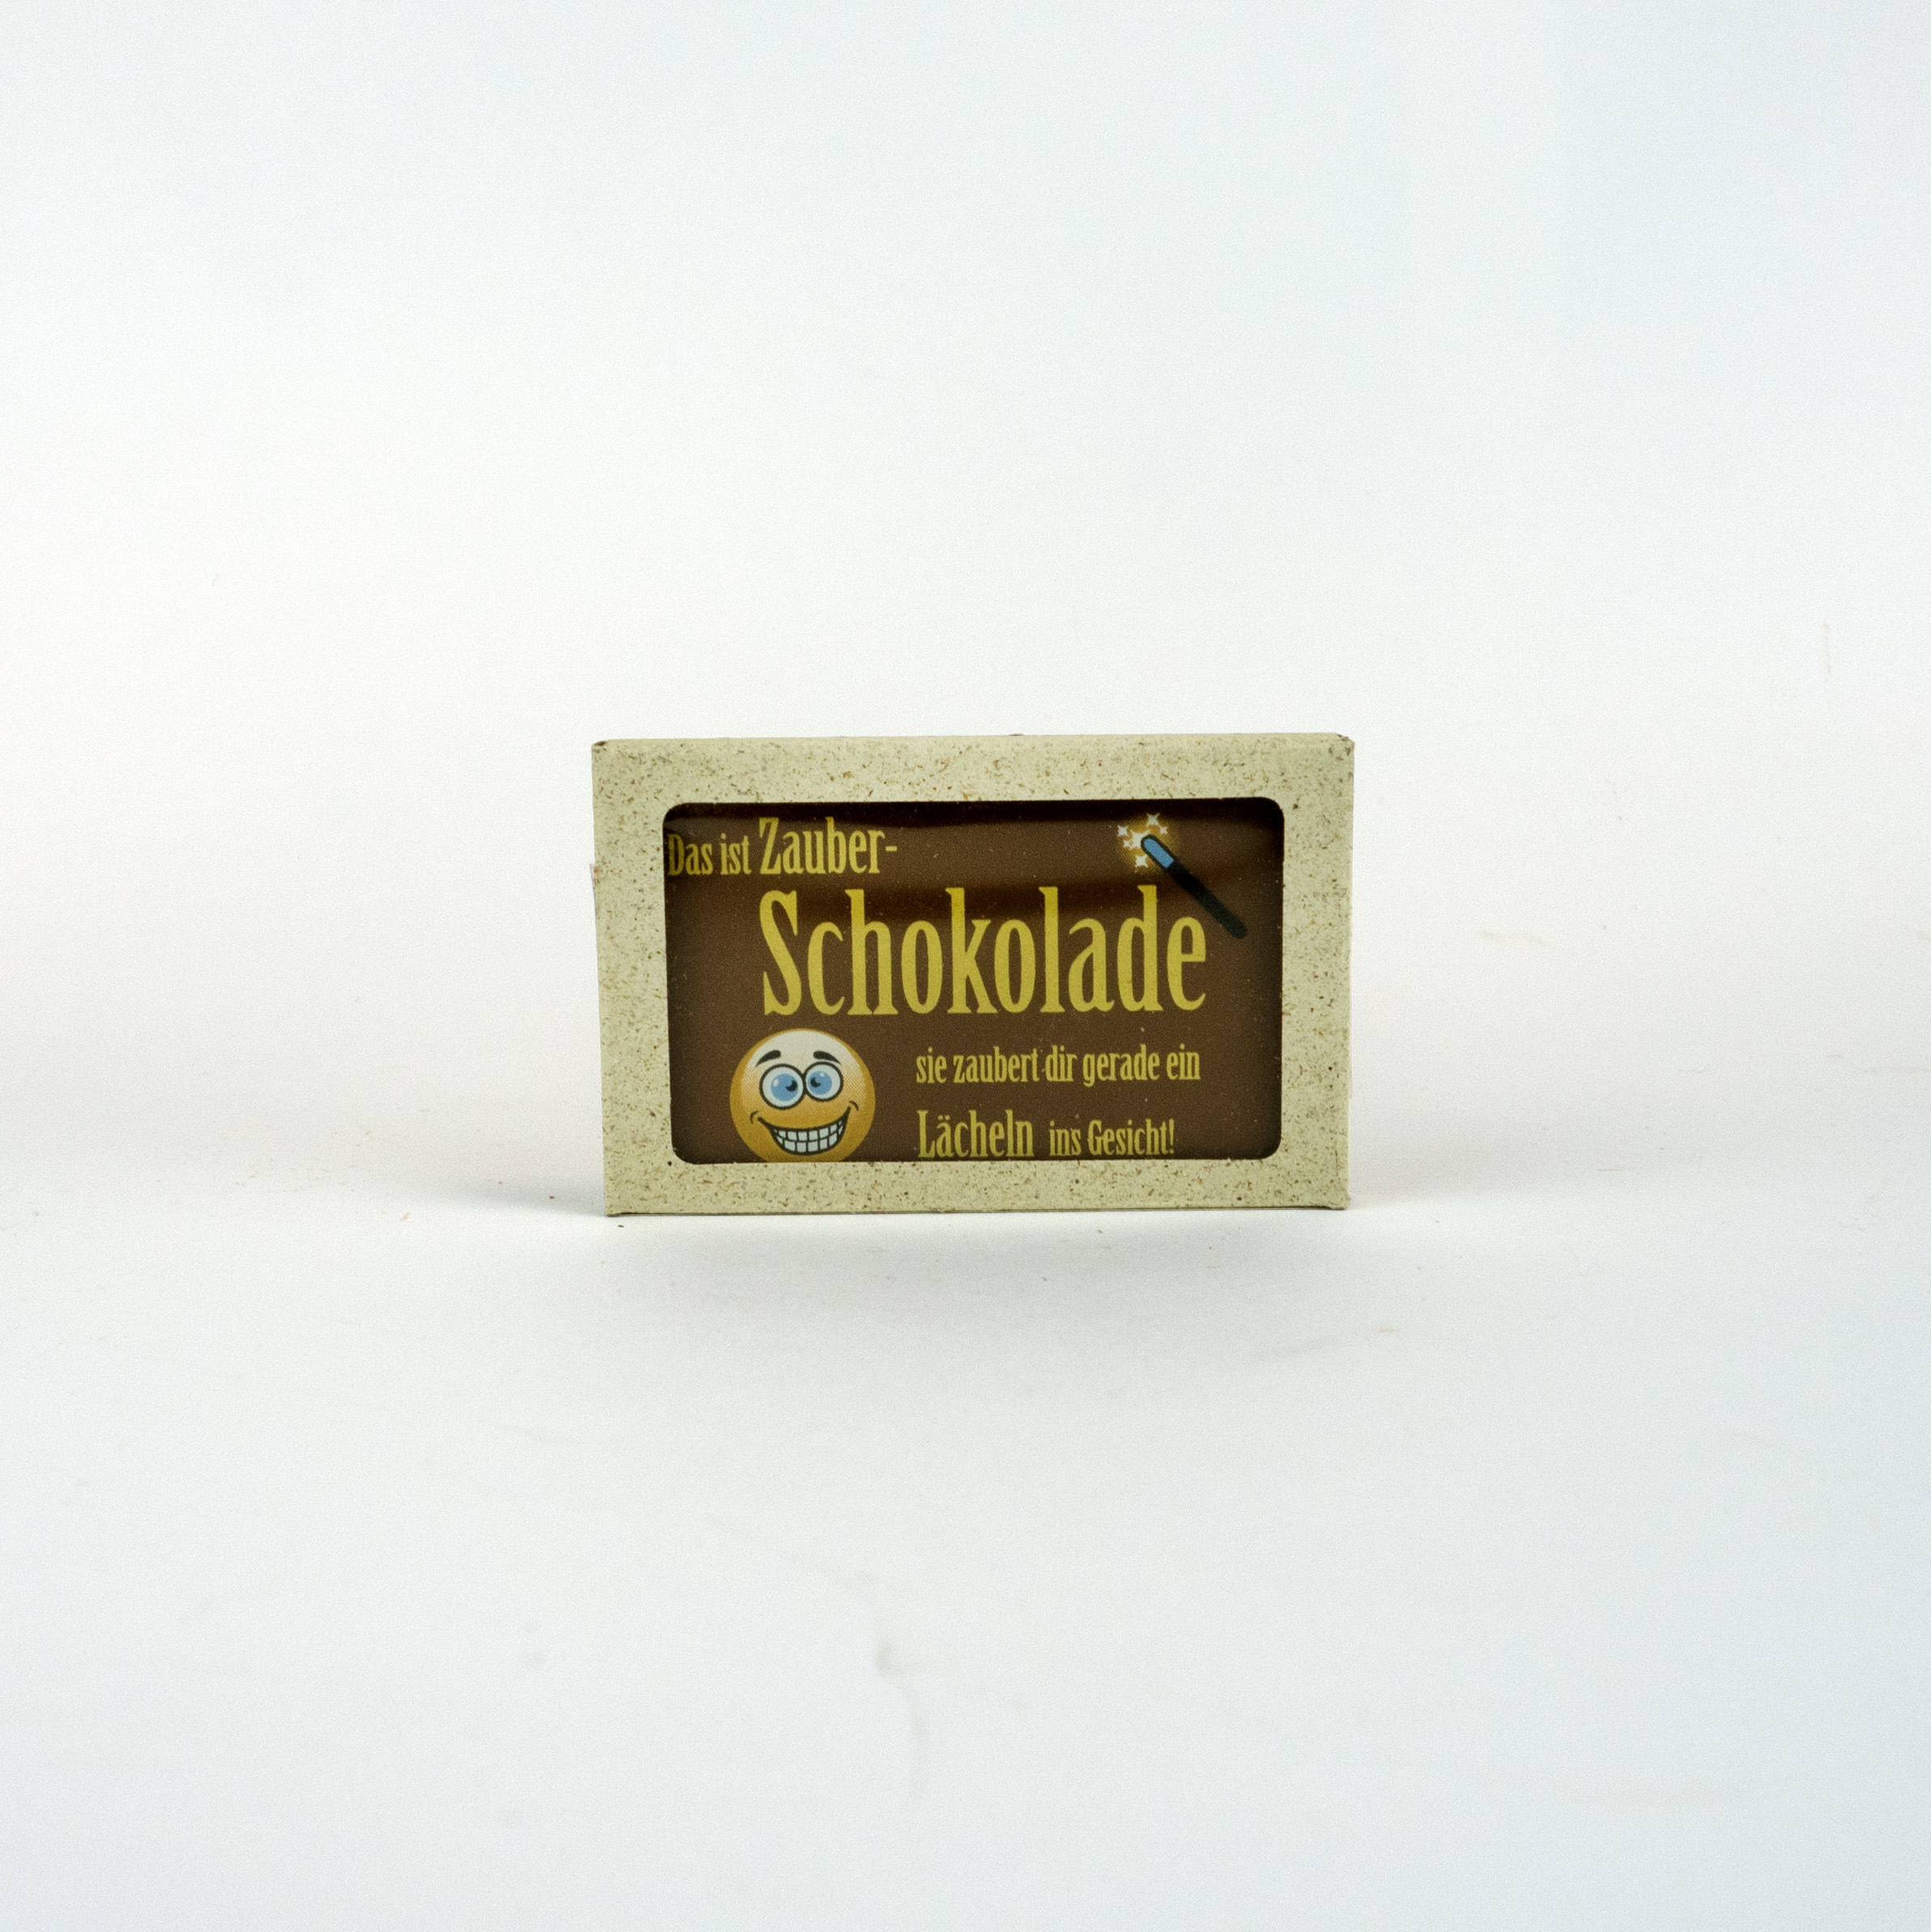 Das ist Zauber-
Schokolade
sie zaubert dir gerade ein
Lächeln ins Gesicht!